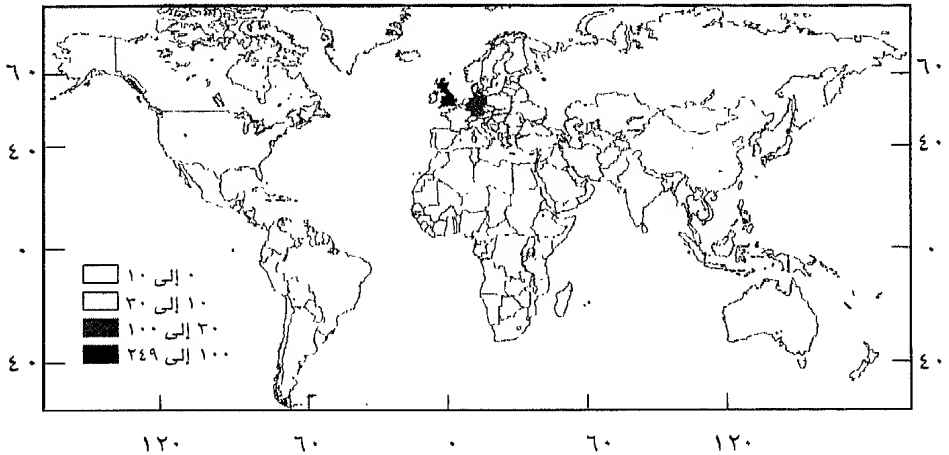 ٦٠ ٦٠
٤٠ ٤٠
٠ ٠
٠ إلى ١٠
١٠ إلى ٣٠
٣٠ إلى ١٠٠
١٠٠ إلى ٢٤٩
٤٠ ٤٠
١٢٠ ٦٠ ٠ ٦٠ ١٢٠